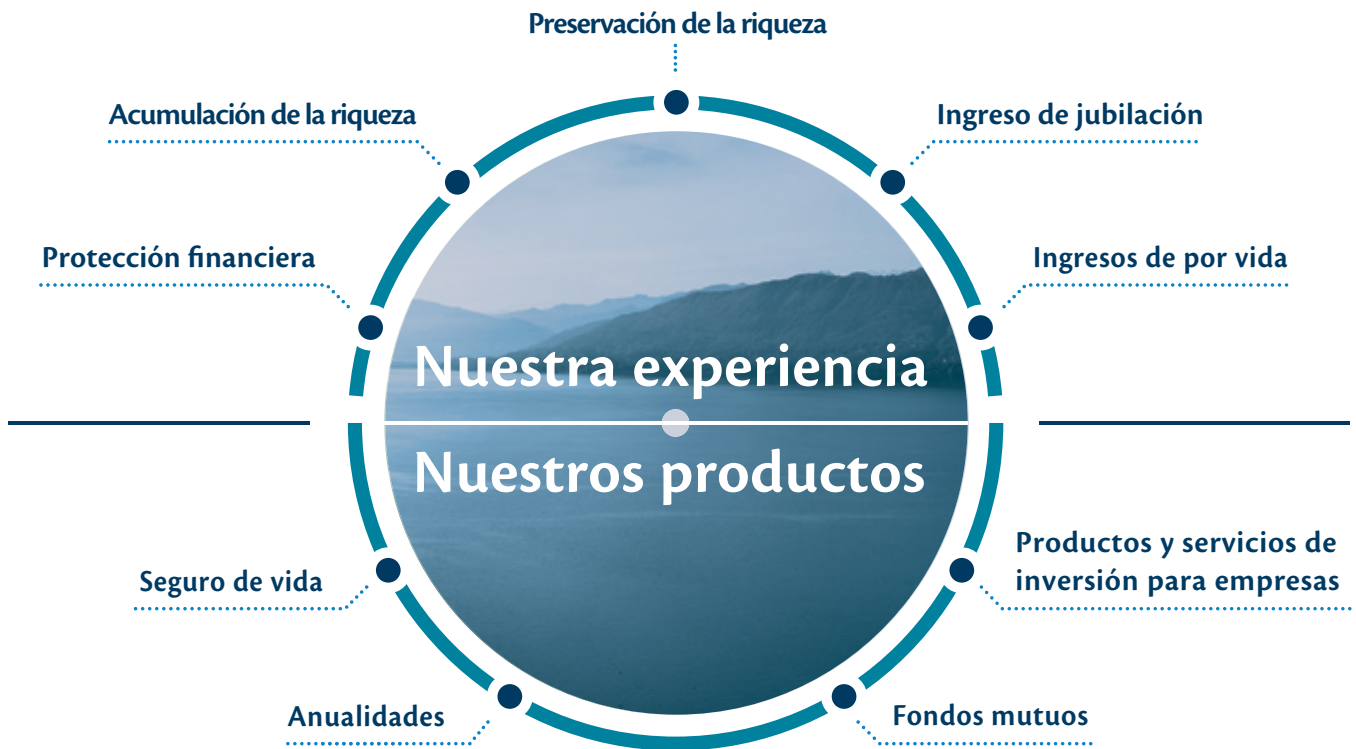 Preservación de la riqueza
Acumulación de la riqueza
Ingreso de jubilación
Protección financiera
Ingresos de por vida
Nuestra experiencia
Nuestros productos
Productos y servicios de
inversión para empresas
Seguro de vida
Anualidades
Fondos mutuos